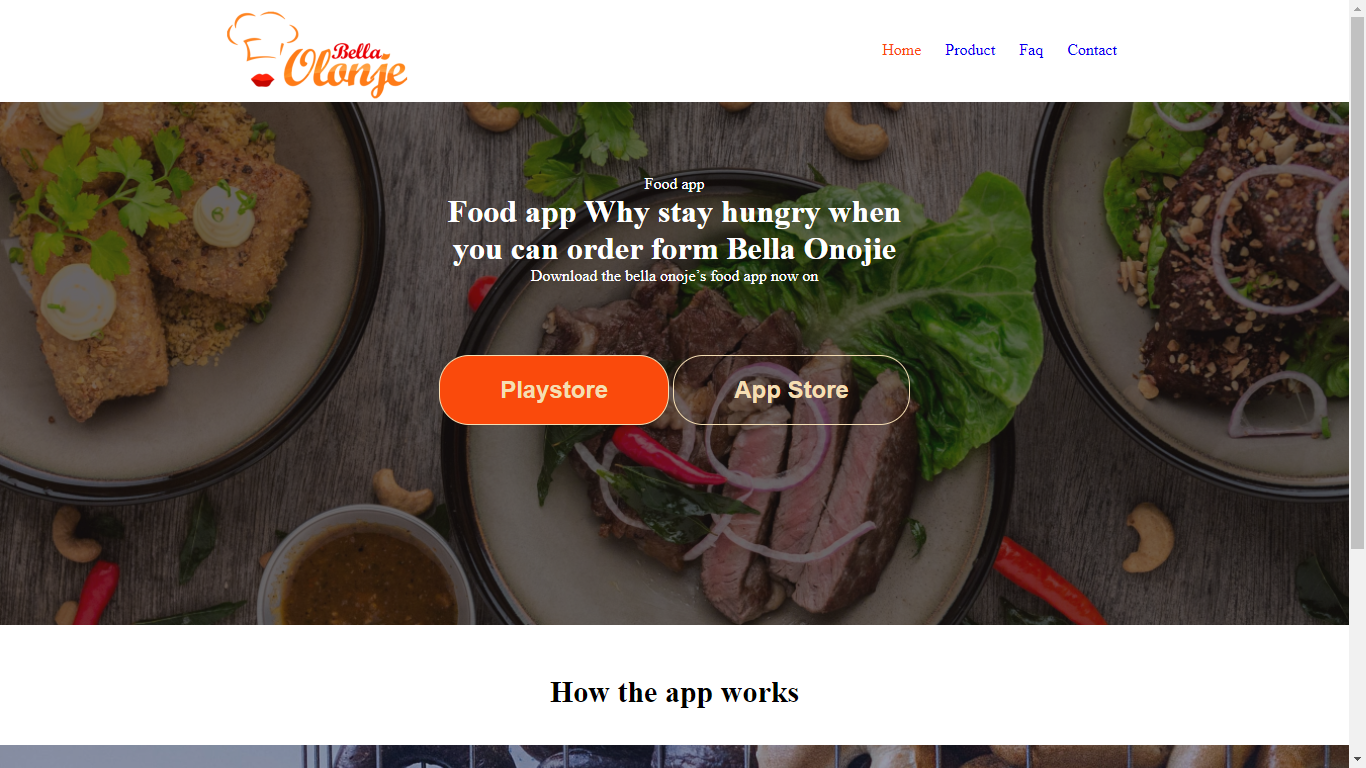 Bella
Olonje
Home Product Faq Contact
Food app
Food app Why stay hungry when
you can order form Bella Onojie
Download the bella onoje’s food app now on
Playstore App Store
How the app works